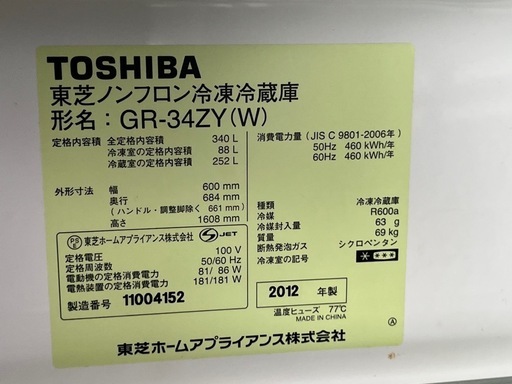 TOSHIBA
東芝ノンフロン冷凍冷蔵庫
形名：GR-34ZY(W)
定格内容積 全定格内容積 340 L
冷凍室の定格内容積 88 L
冷蔵室の定格内容積 252 L
消費電力量(JIS C 9801-2006年)
50Hz 460 kWh/年
60Hz 460 kWh/年
外形寸法 幅 600 mm
奥行 684 mm
(ハンドル・調整脚除く 661 mm)
高さ 1608 mm
種類 冷凍冷蔵庫
冷媒 R600a
冷媒封入量 63 g
質量 69 kg
断熱発泡ガス シクロペンタン
冷凍室の記号
PS E 東芝ホームアプライアンス株式会社 S JET
定格電圧 100 V
定格周波数 50/60 Hz
電動機の定格消費電力 81/ 86 W
電熱装置の定格消費電力 181/181 W
製造番号 11004152
2012 年製
温度ヒューズ 77℃
MADE IN CHINA
東芝ホームアプライアンス株式会社
A